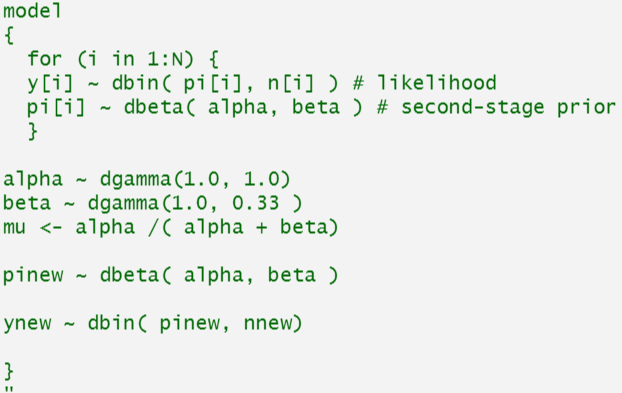 model
{
for (i in 1:N) {
y[i] ~ dbin( pi[i], n[i] ) # likelihood
pi[i] ~ dbeta( alpha, beta ) # second-stage prior
}
alpha ~ dgamma(1.0, 1.0)
beta ~ dgamma(1.0, 0.33 )
mu <- alpha /( alpha + beta)
pinew ~ dbeta( alpha, beta )
ynew ~ dbin( pinew, nnew)
}
"